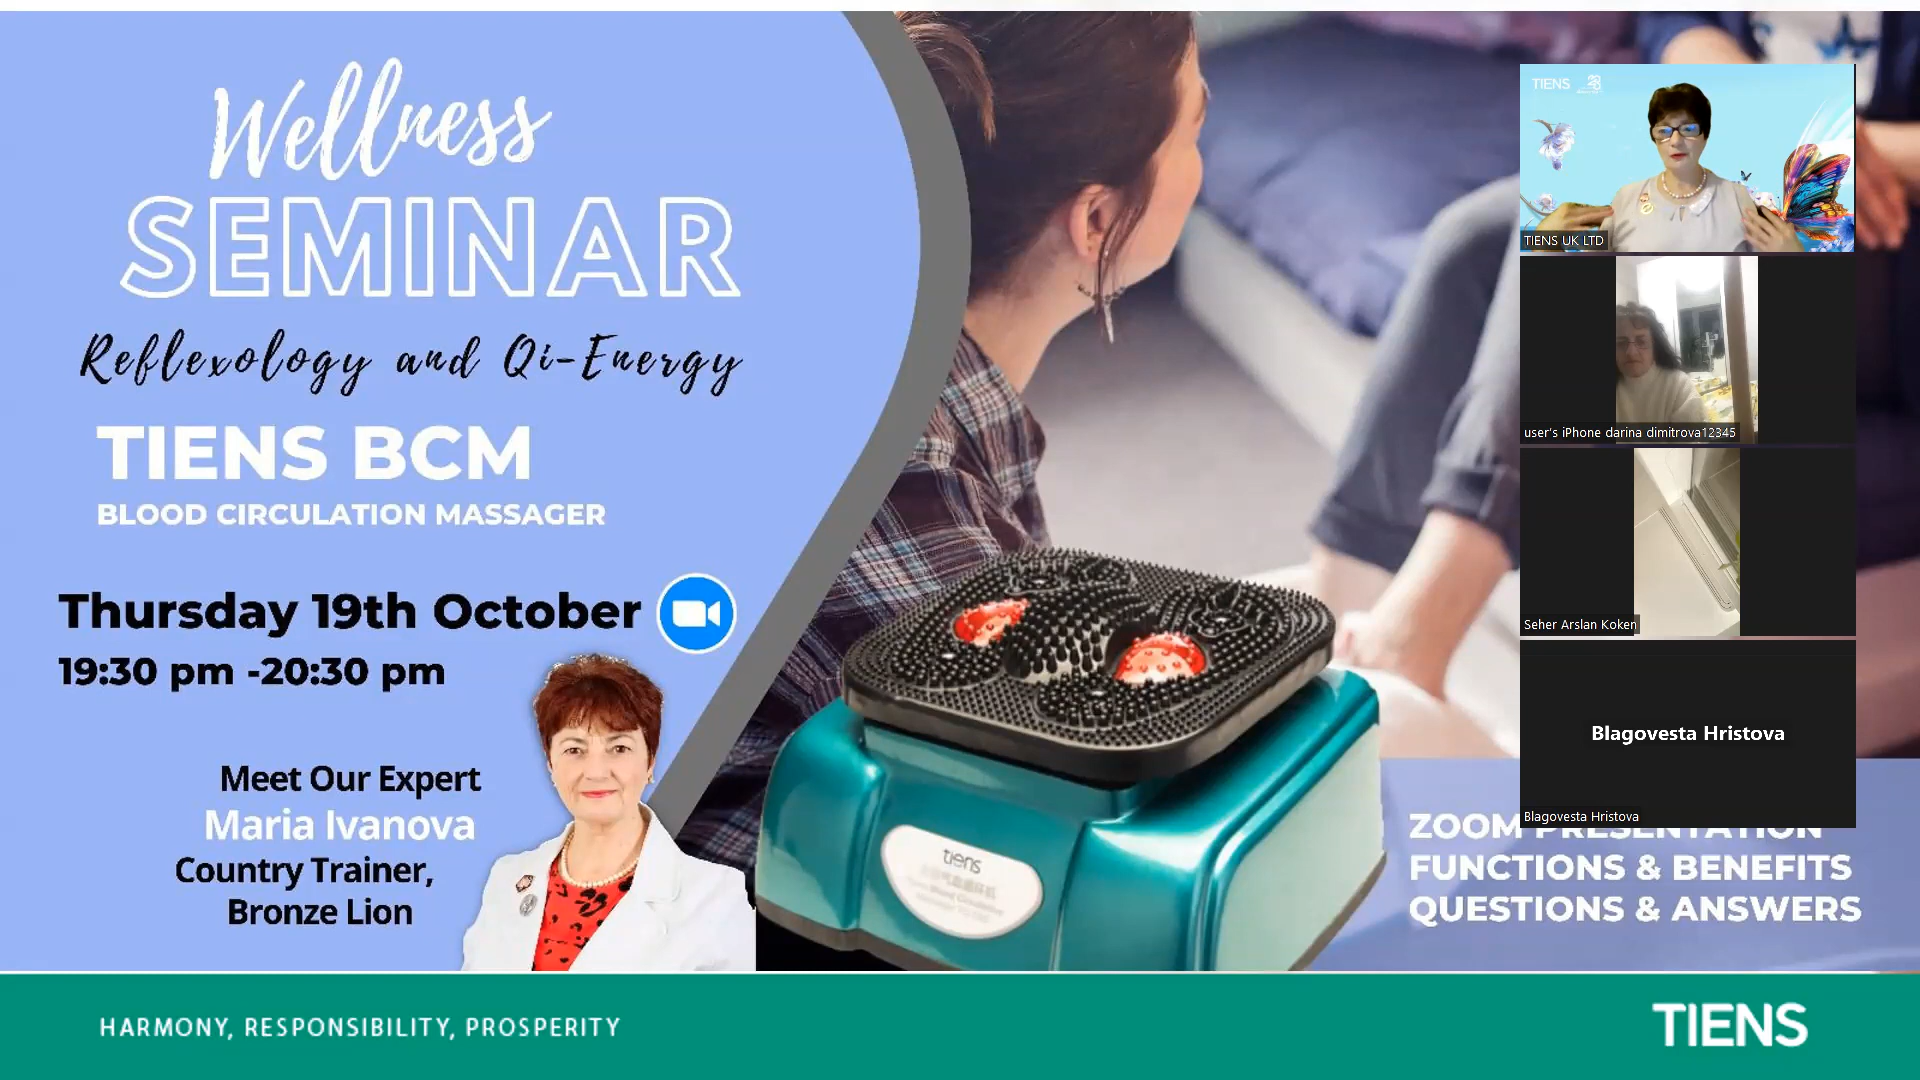 Wellness
SEMINAR
Reflexology and Qi-Energy
TIENS BCM
BLOOD CIRCULATION MASSAGER
Thursday 19th October
19:30 pm -20:30 pm
Meet Our Expert
Maria Ivanova
Country Trainer,
Bronze Lion
tiens
ZOOM PRESENTATION
FUNCTIONS & BENEFITS
QUESTIONS & ANSWERS
TIENS
TIENS UK LTD
user's iPhone darina dimitrova12345
Seher Arslan Koken
Blagovesta Hristova
Blagovesta Hristova
HARMONY, RESPONSIBILITY, PROSPERITY
TIENS